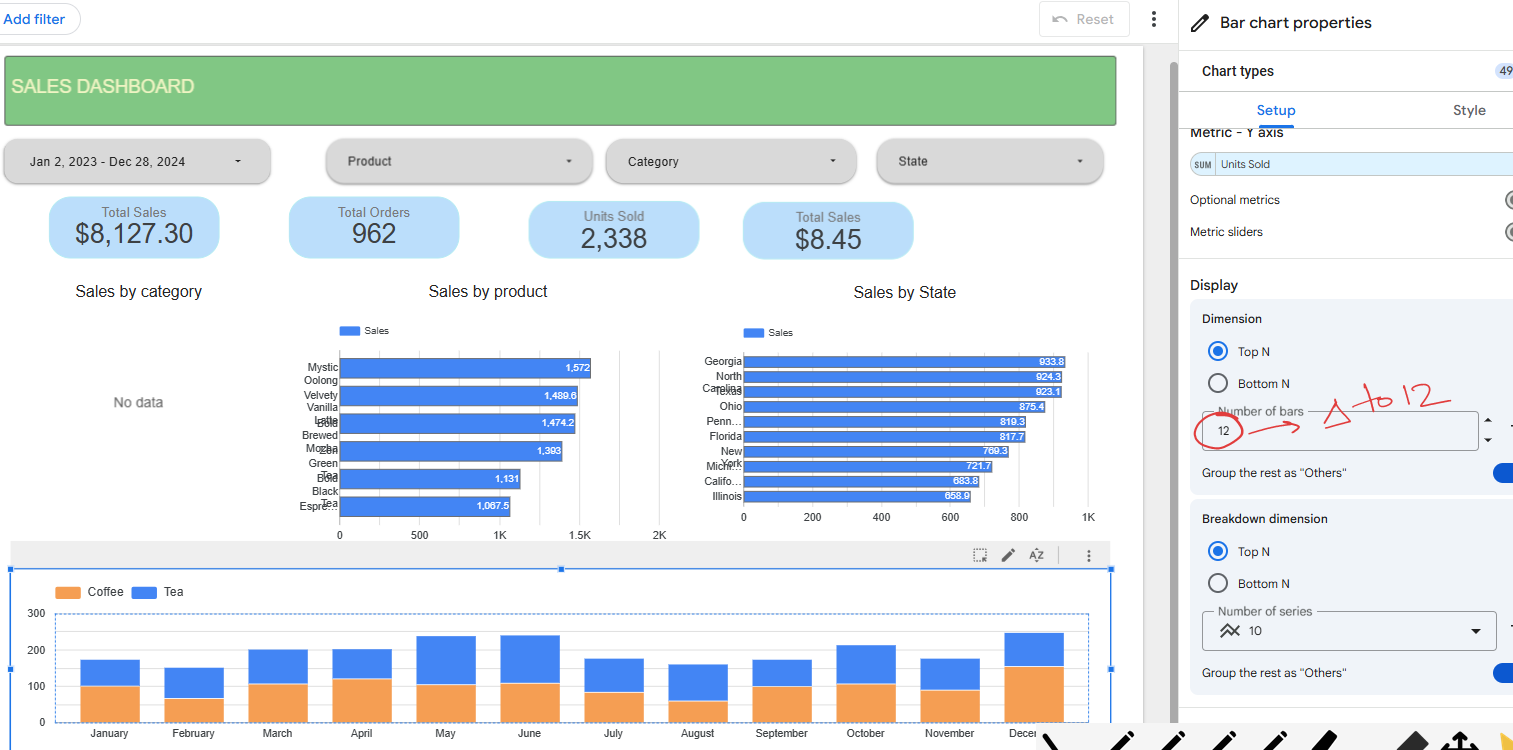 Add filter
Reset
Bar chart properties
Chart types
49
Setup
Style
Metric - Y axis
SUM Units Sold
Optional metrics
Metric sliders
Display
Dimension
Top N
Bottom N
Number of bars
12
Δ to 12
Group the rest as "Others"
Breakdown dimension
Top N
Bottom N
Number of series
10
Group the rest as "Others"
SALES DASHBOARD
Jan 2, 2023 - Dec 28, 2024
Product
Category
State
Total Sales
$8,127.30
Total Orders
962
Units Sold
2,338
Total Sales
$8.45
Sales by category
Sales by product
Sales by State
No data
Sales
Mystic
Oolong
1,572
Velvety
Vanilla
Latte
1,489.6
Bold
Brewed
Mocha
1,474.2
Zen
Green
Tea
1,393
Bold
Black
Tea
1,131
Espre...
1,067.5
0 500 1K 1.5K 2K
Sales
Georgia 933.8
North
Carolina
924.3
Texas 923.1
Ohio 875.4
Penn... 819.3
Florida 817.7
New
York
769.3
Michi... 721.7
Califo... 683.8
Illinois 658.9
0 200 400 600 800 1K
Coffee Tea
300
200
100
0
January February March April May June July August September October November Decem